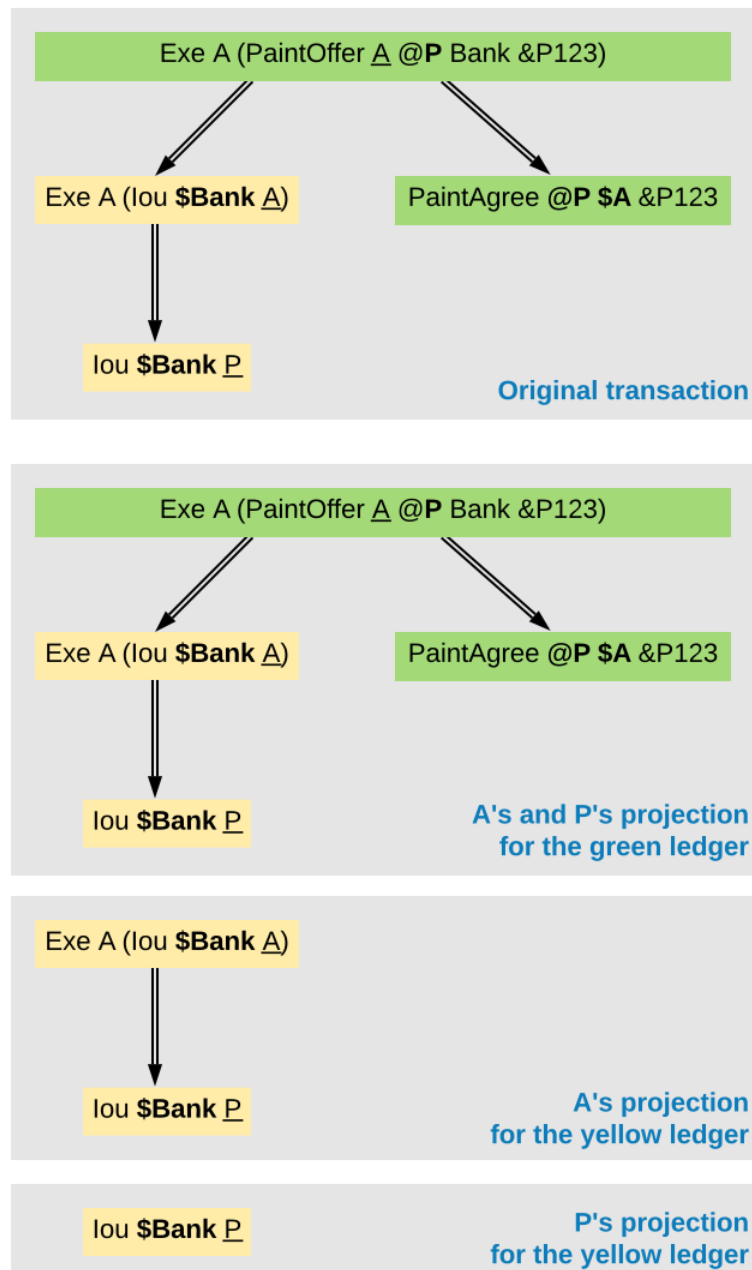 Exe A (PaintOffer A @P Bank &P123)
Exe A (Iou $Bank A)
PaintAgree @P $A &P123
Iou $Bank P
Original transaction
Exe A (PaintOffer A @P Bank &P123)
Exe A (Iou $Bank A)
PaintAgree @P $A &P123
Iou $Bank P
A's and P's projection
for the green ledger
Exe A (Iou $Bank A)
Iou $Bank P
A's projection
for the yellow ledger
Iou $Bank P
P's projection
for the yellow ledger